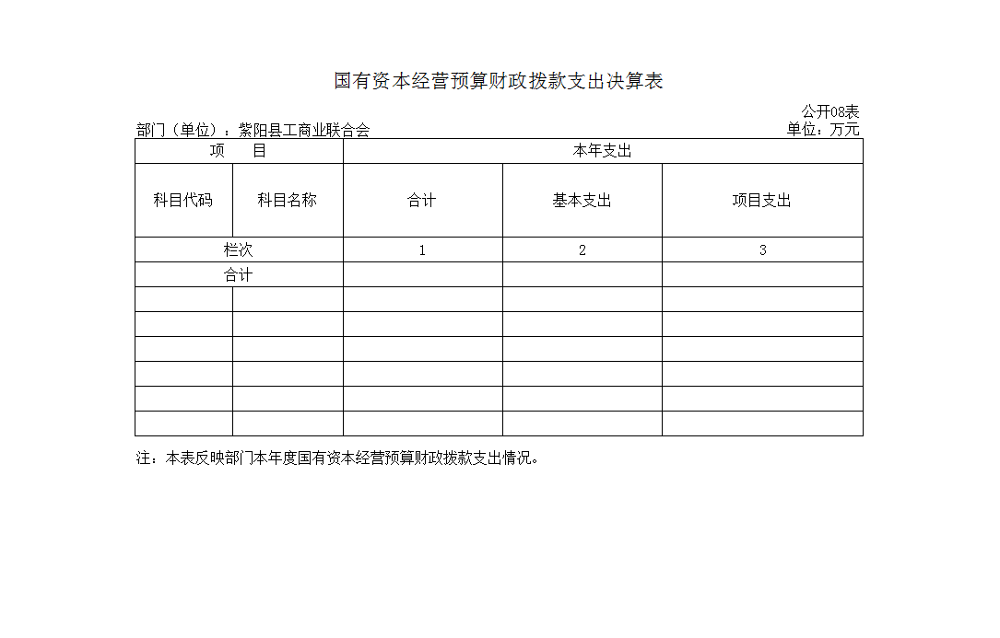 国有资本经营预算财政拨款支出决算表
公开08表
部门（单位）：紫阳县工商业联合会 单位：万元
项 目 本年支出
科目代码 科目名称 合计 基本支出 项目支出
栏次 1 2 3
合计
注：本表反映部门本年度国有资本经营预算财政拨款支出情况。